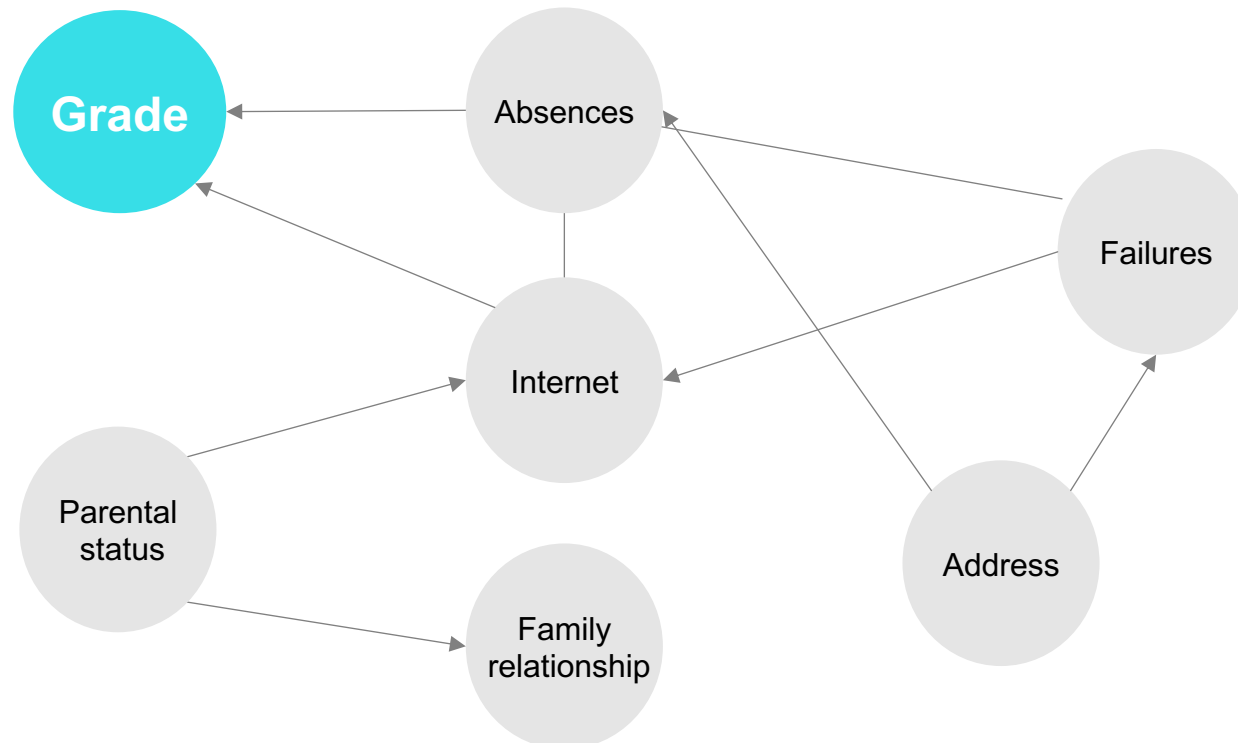 Grade
Absences
Failures
Internet
Parental
status
Address
Family
relationship